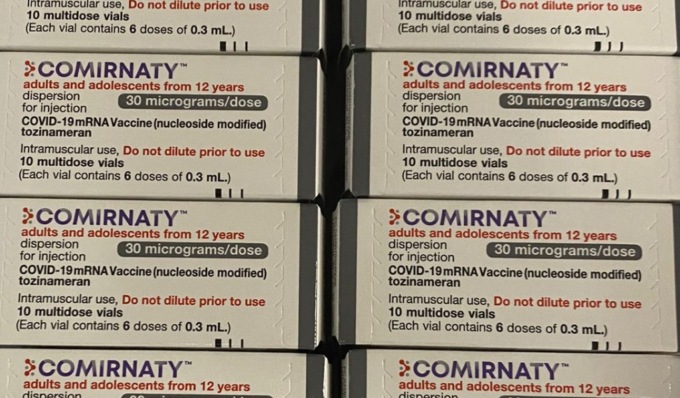 Intramuscular use, Do not dilute prior to use
10 multidose vials
(Each vial contains 6 doses of 0.3 mL.)
Intramuscular use, Do not dilute prior to use
10 multidose vials
(Each vial contains 6 doses of 0.3 mL.)
COMIRNATY™
adults and adolescents from 12 years
dispersion
for injection
30 micrograms/dose
COVID-19 mRNA Vaccine (nucleoside modified)
tozinameran
Intramuscular use, Do not dilute prior to use
10 multidose vials
(Each vial contains 6 doses of 0.3 mL.)
COMIRNATY™
adults and adolescents from 12 years
dispersion
for injection
30 micrograms/dose
COVID-19 mRNA Vaccine (nucleoside modified)
tozinameran
Intramuscular use, Do not dilute prior to use
10 multidose vials
(Each vial contains 6 doses of 0.3 mL.)
COMIRNATY™
adults and adolescents from 12 years
dispersion
for injection
30 micrograms/dose
COVID-19 mRNA Vaccine (nucleoside modified)
tozinameran
Intramuscular use, Do not dilute prior to use
10 multidose vials
(Each vial contains 6 doses of 0.3 mL.)
COMIRNATY™
adults and adolescents from 12 years
dispersion
for injection
30 micrograms/dose
COVID-19 mRNA Vaccine (nucleoside modified)
tozinameran
Intramuscular use, Do not dilute prior to use
10 multidose vials
(Each vial contains 6 doses of 0.3 mL.)
COMIRNATY™
adults and adolescents from 12 years
dispersion
COMIRNATY™
adults and adolescents from 12 years
dispersion